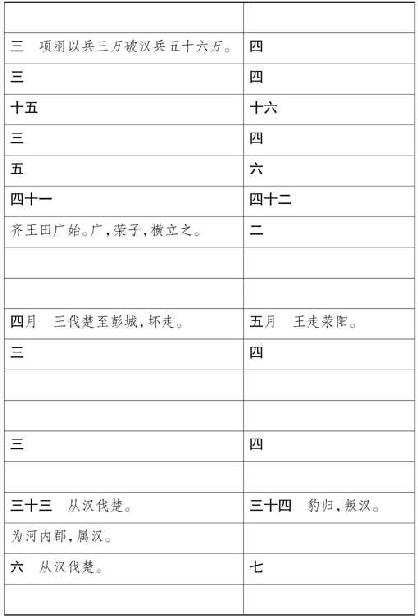 三 项羽以兵三万破汉兵五十六万。 四
三 四
十五 十六
三 四
五 六
四十一 四十二
齐王田广始。广,荣子,横立之。 二
四月 三伐楚至彭城,坏走。 五月 王走荥阳。
三 四
三 四
三十三 从汉伐楚。 三十四 豹归,叛汉。
为河内郡,属汉。
六 从汉伐楚。 七